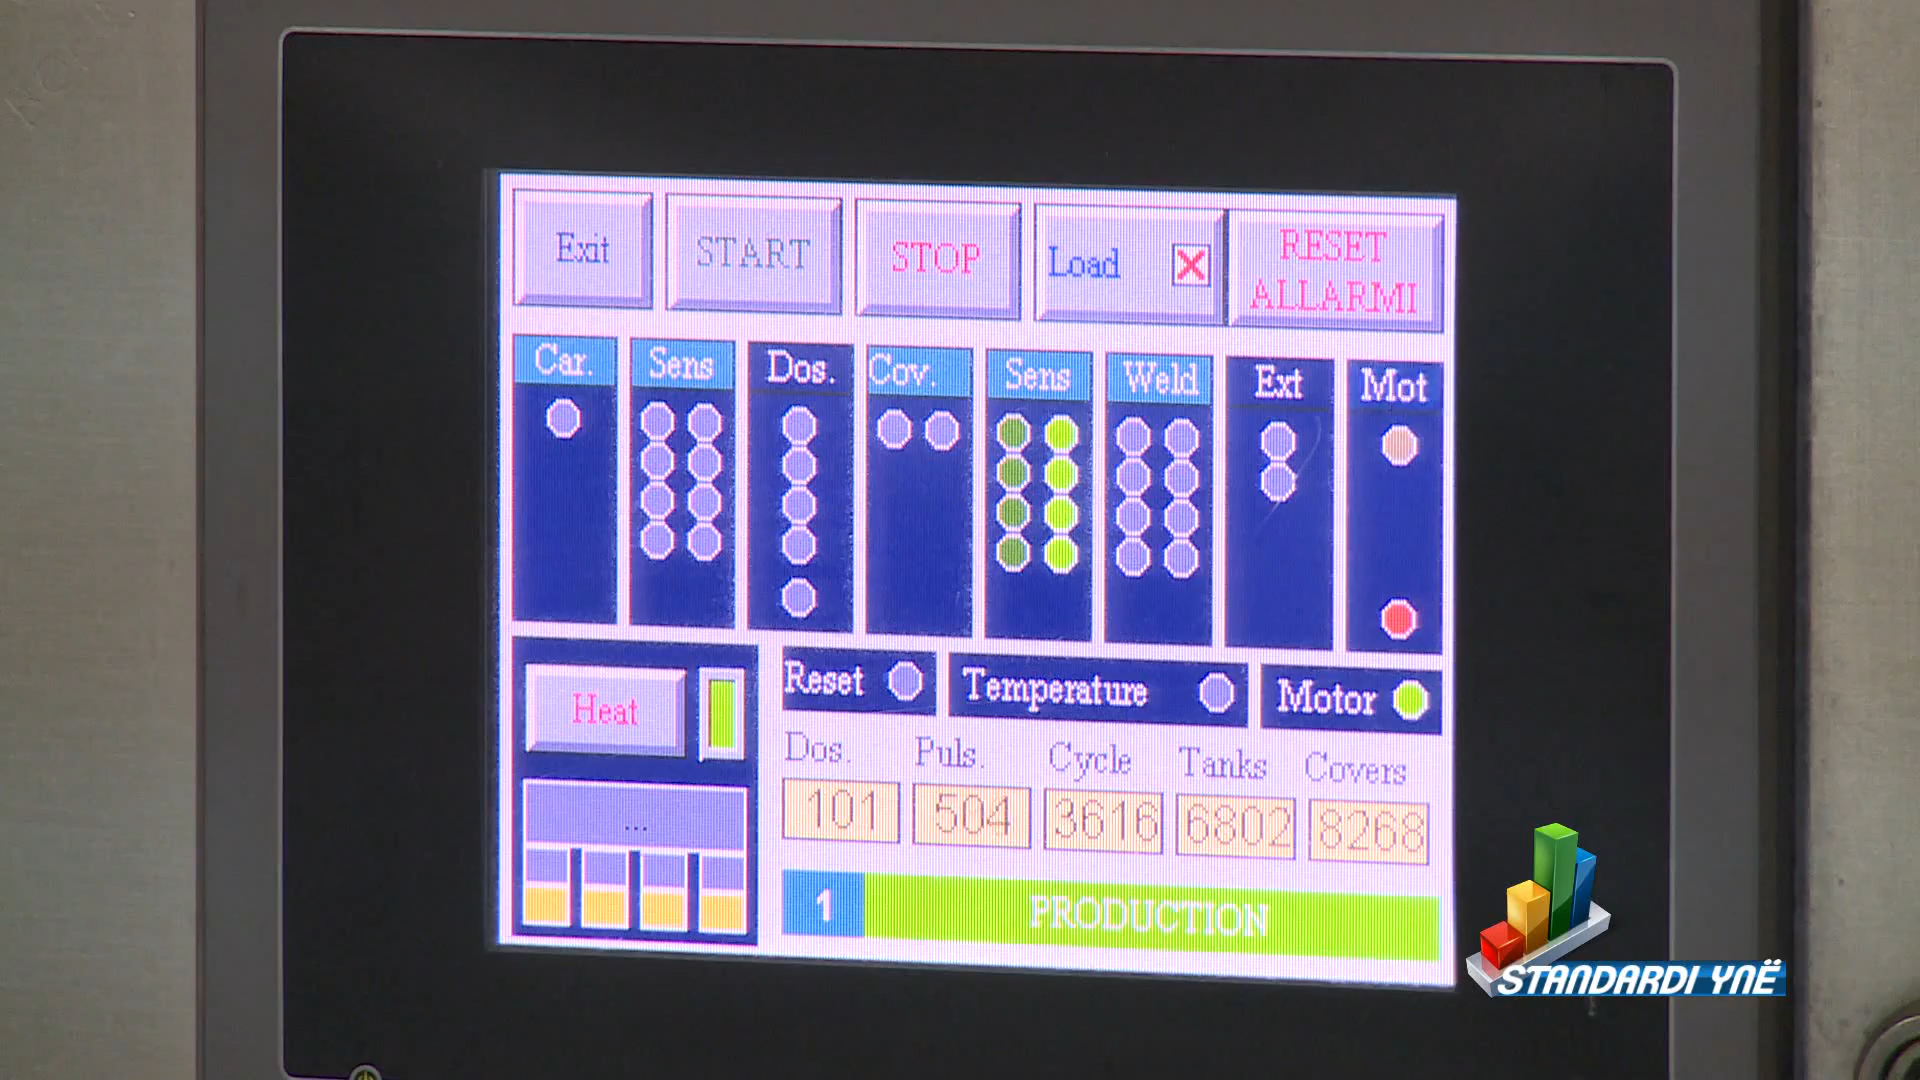 Exit
START
STOP
Load
RESET
ALLARMI
Car.
Sens
Dos.
Cov.
Sens
Weld
Ext
Mot
Heat
Reset
Temperature
Motor
Dos.
Puls.
Cycle
Tanks
Covers
101
504
3616
6802
8268
...
1
PRODUCTION
STANDARDI YNË